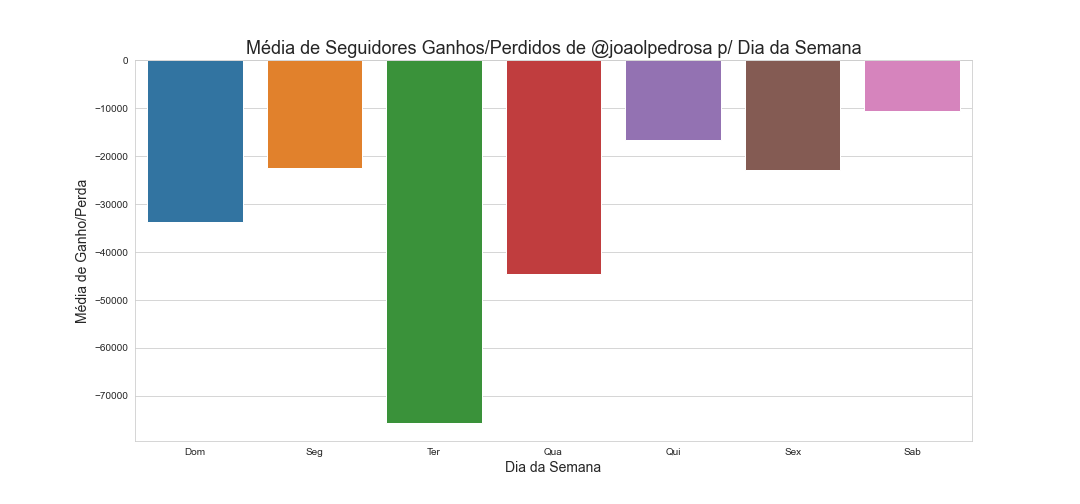 Média de Seguidores Ganhos/Perdidos de @joaolpedrosa p/ Dia da Semana
0
−10000
−20000
−30000
−40000
−50000
−60000
−70000
Média de Ganho/Perda
Dom Seg Ter Qua Qui Sex Sab
Dia da Semana